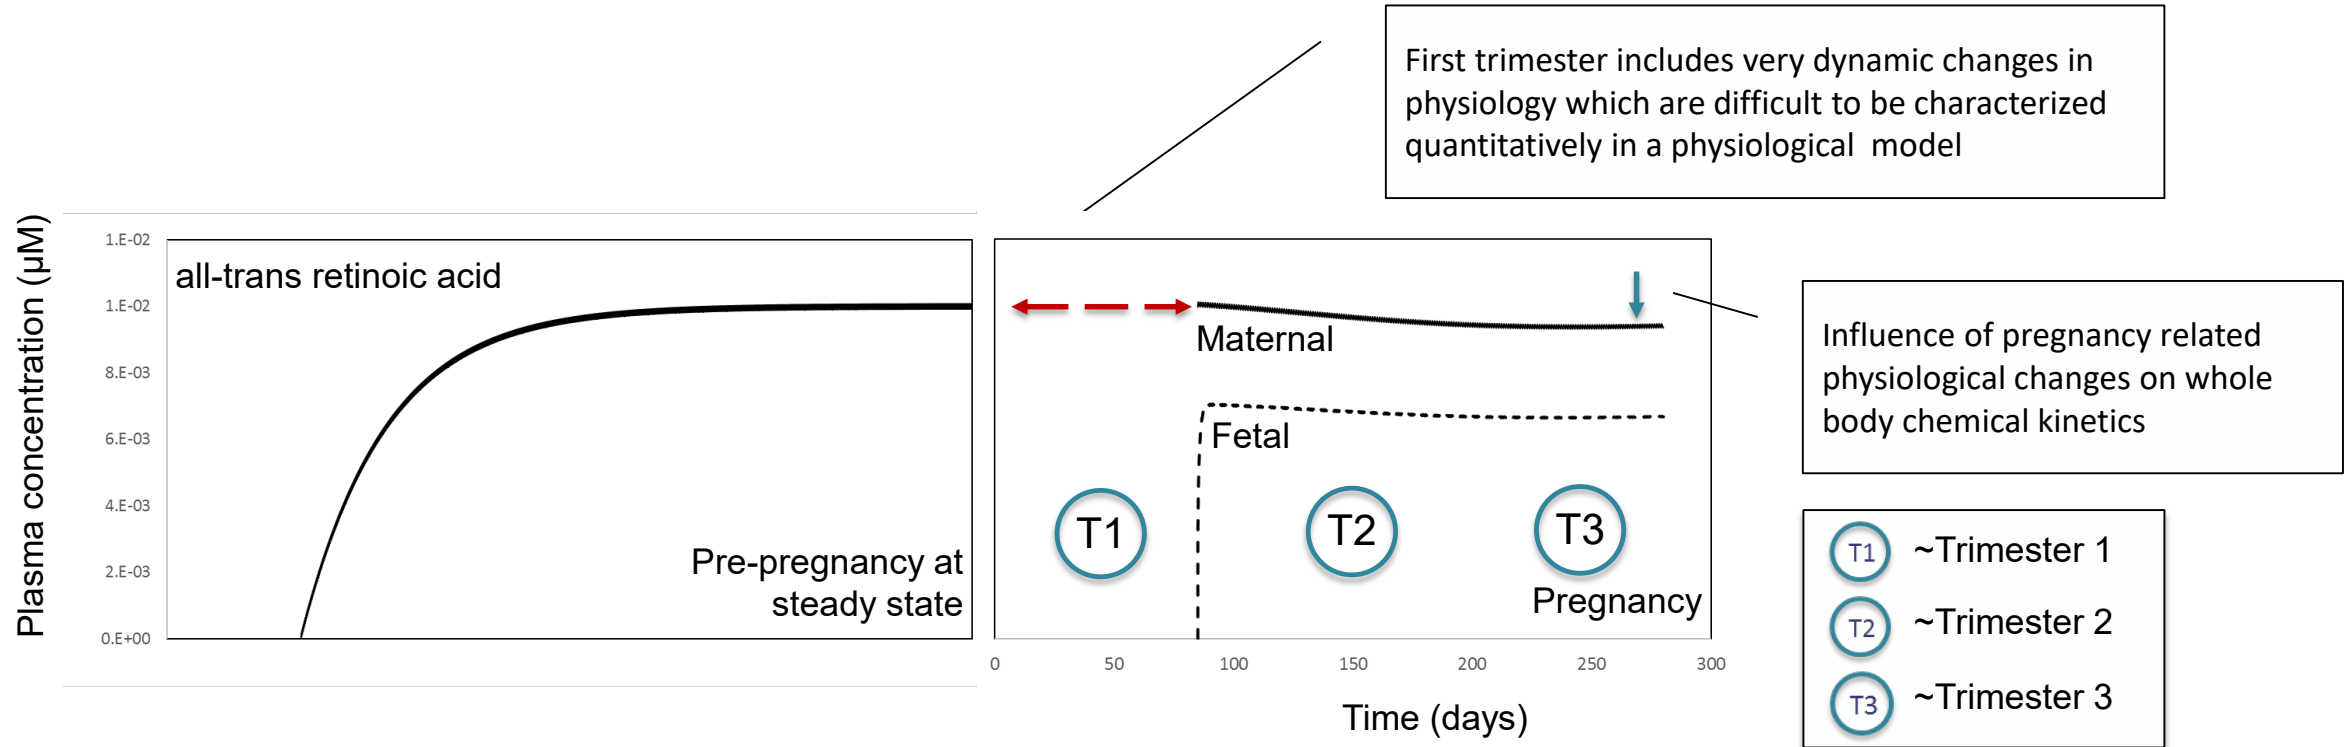 First trimester includes very dynamic changes in
physiology which are difficult to be characterized
quantitatively in a physiological model
Plasma concentration (μM)
1.E-02
1.E-02
8.E-03
6.E-03
4.E-03
2.E-03
0.E+00
all-trans retinoic acid
Pre-pregnancy at
steady state
Maternal
Fetal
T1
T2
T3
Pregnancy
0
50
100
150
200
250
300
Time (days)
Influence of pregnancy related
physiological changes on whole
body chemical kinetics
T1 ~Trimester 1
T2 ~Trimester 2
T3 ~Trimester 3